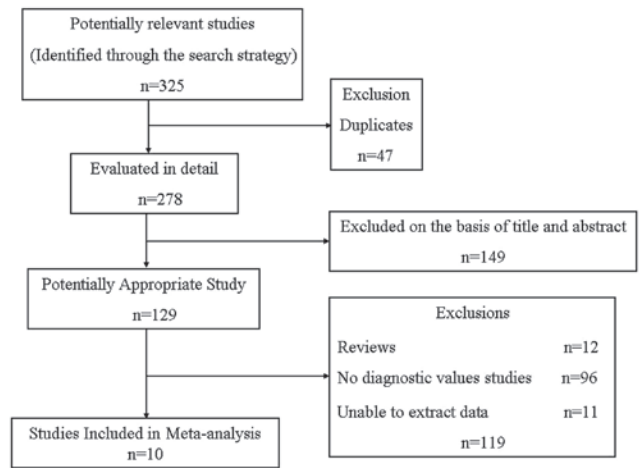 Potentially relevant studies
(Identified through the search strategy)
n=325
Exclusion
Duplicates
n=47
Evaluated in detail
n=278
Excluded on the basis of title and abstract
n=149
Potentially Appropriate Study
n=129
Exclusions
Reviews n=12
No diagnostic values studies n=96
Unable to extract data n=11
n=119
Studies Included in Meta-analysis
n=10